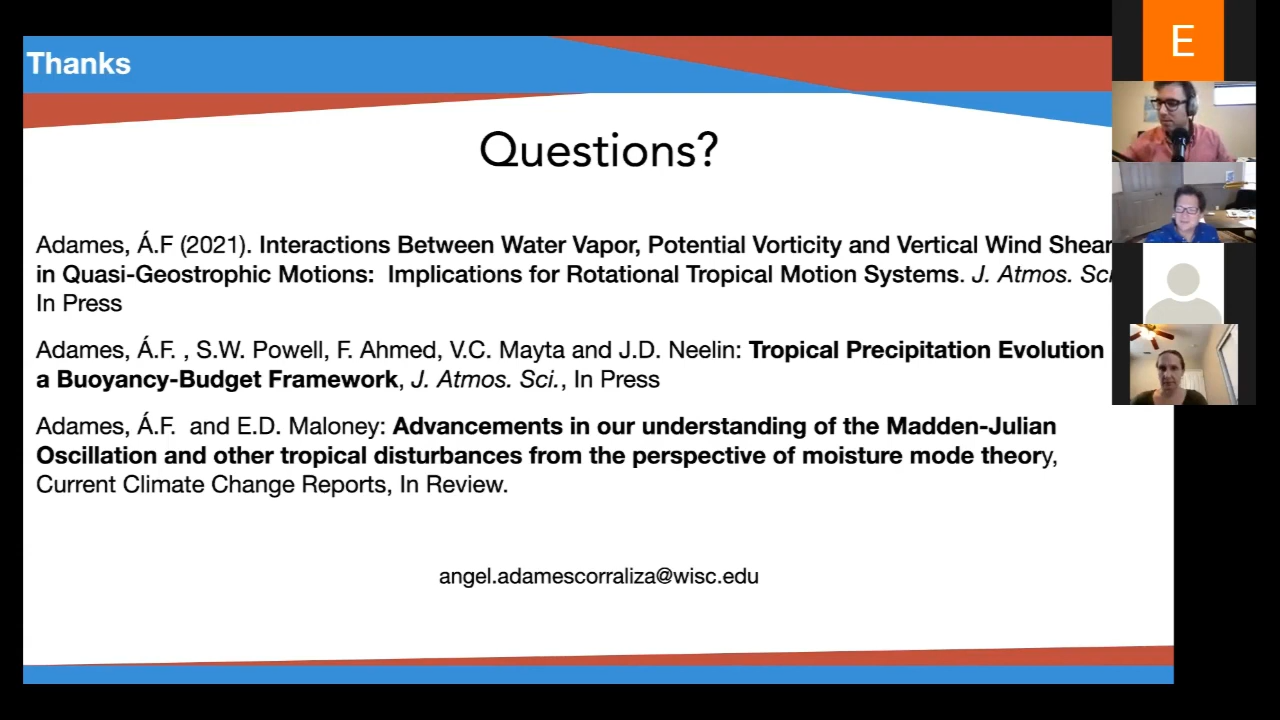 Thanks
E
Questions?
Adames, Á.F (2021). Interactions Between Water Vapor, Potential Vorticity and Vertical Wind Shear
in Quasi-Geostrophic Motions: Implications for Rotational Tropical Motion Systems. J. Atmos. Sci
In Press
Adames, Á.F. , S.W. Powell, F. Ahmed, V.C. Mayta and J.D. Neelin: Tropical Precipitation Evolution
a Buoyancy-Budget Framework, J. Atmos. Sci., In Press
Adames, Á.F. and E.D. Maloney: Advancements in our understanding of the Madden-Julian
Oscillation and other tropical disturbances from the perspective of moisture mode theory,
Current Climate Change Reports, In Review.
angel.adamescorraliza@wisc.edu